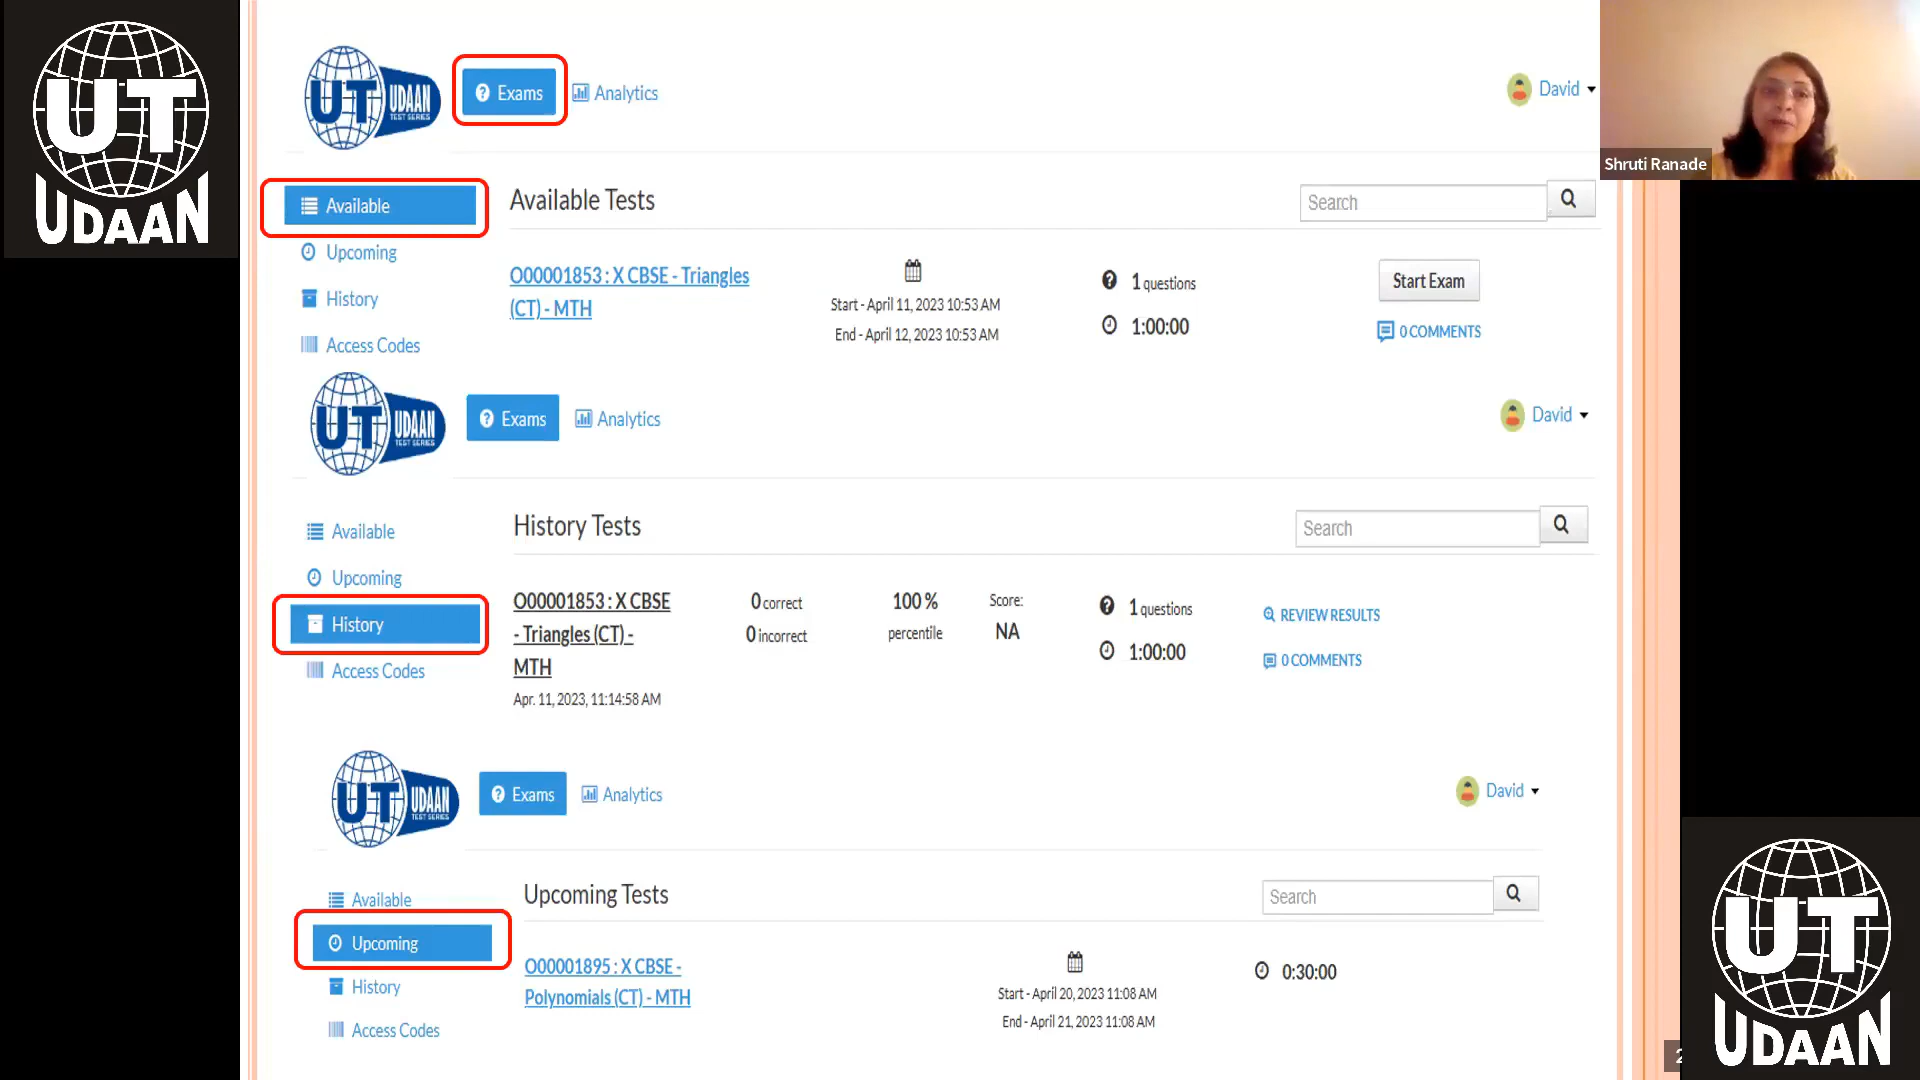 UT
UDAAN
UT UDAAN
TEST SERIES
Exams
Analytics
David
Shruti Ranade
Available
Upcoming
History
Access Codes
Available Tests
Search
O00001853 : X CBSE - Triangles
(CT) - MTH
Start - April 11, 2023 10:53 AM
End - April 12, 2023 10:53 AM
1 questions
1:00:00
Start Exam
0 COMMENTS
UT UDAAN
TEST SERIES
Exams
Analytics
David
Available
Upcoming
History
Access Codes
History Tests
Search
O00001853 : X CBSE
- Triangles (CT) -
MTH
Apr. 11, 2023, 11:14:58 AM
0 correct
0 incorrect
100 %
percentile
Score:
NA
1 questions
1:00:00
REVIEW RESULTS
0 COMMENTS
UT UDAAN
TEST SERIES
Exams
Analytics
David
Available
Upcoming
History
Access Codes
Upcoming Tests
Search
O00001895 : X CBSE -
Polynomials (CT) - MTH
Start - April 20, 2023 11:08 AM
End - April 21, 2023 11:08 AM
0:30:00
UT
UDAAN